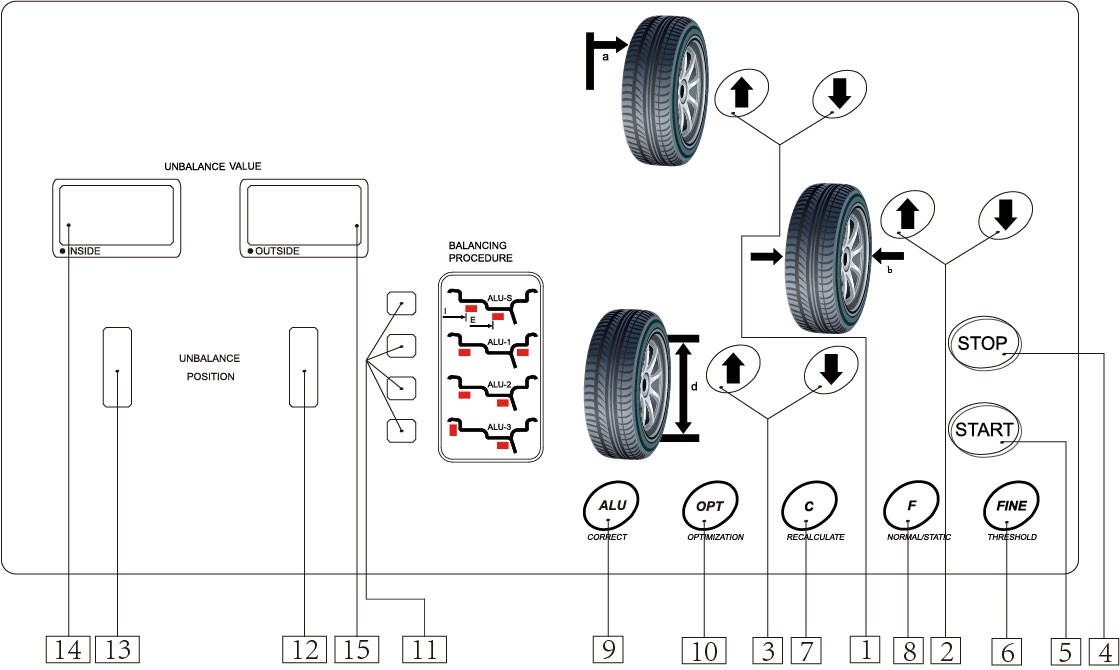 a
UNBALANCE VALUE
NSIDE
OUTSIDE
b
BALANCING
PROCEDURE
ALU-S
I
E
ALU-1
ALU-2
ALU-3
UNBALANCE
POSITION
d
STOP
START
ALU
OPT
C
F
FINE
CORRECT
OPTIMIZATION
RECALCULATE
NORMAL/STATIC
THRESHOLD
14 13 12 15 11 9 10 3 7 1 8 2 6 5 4